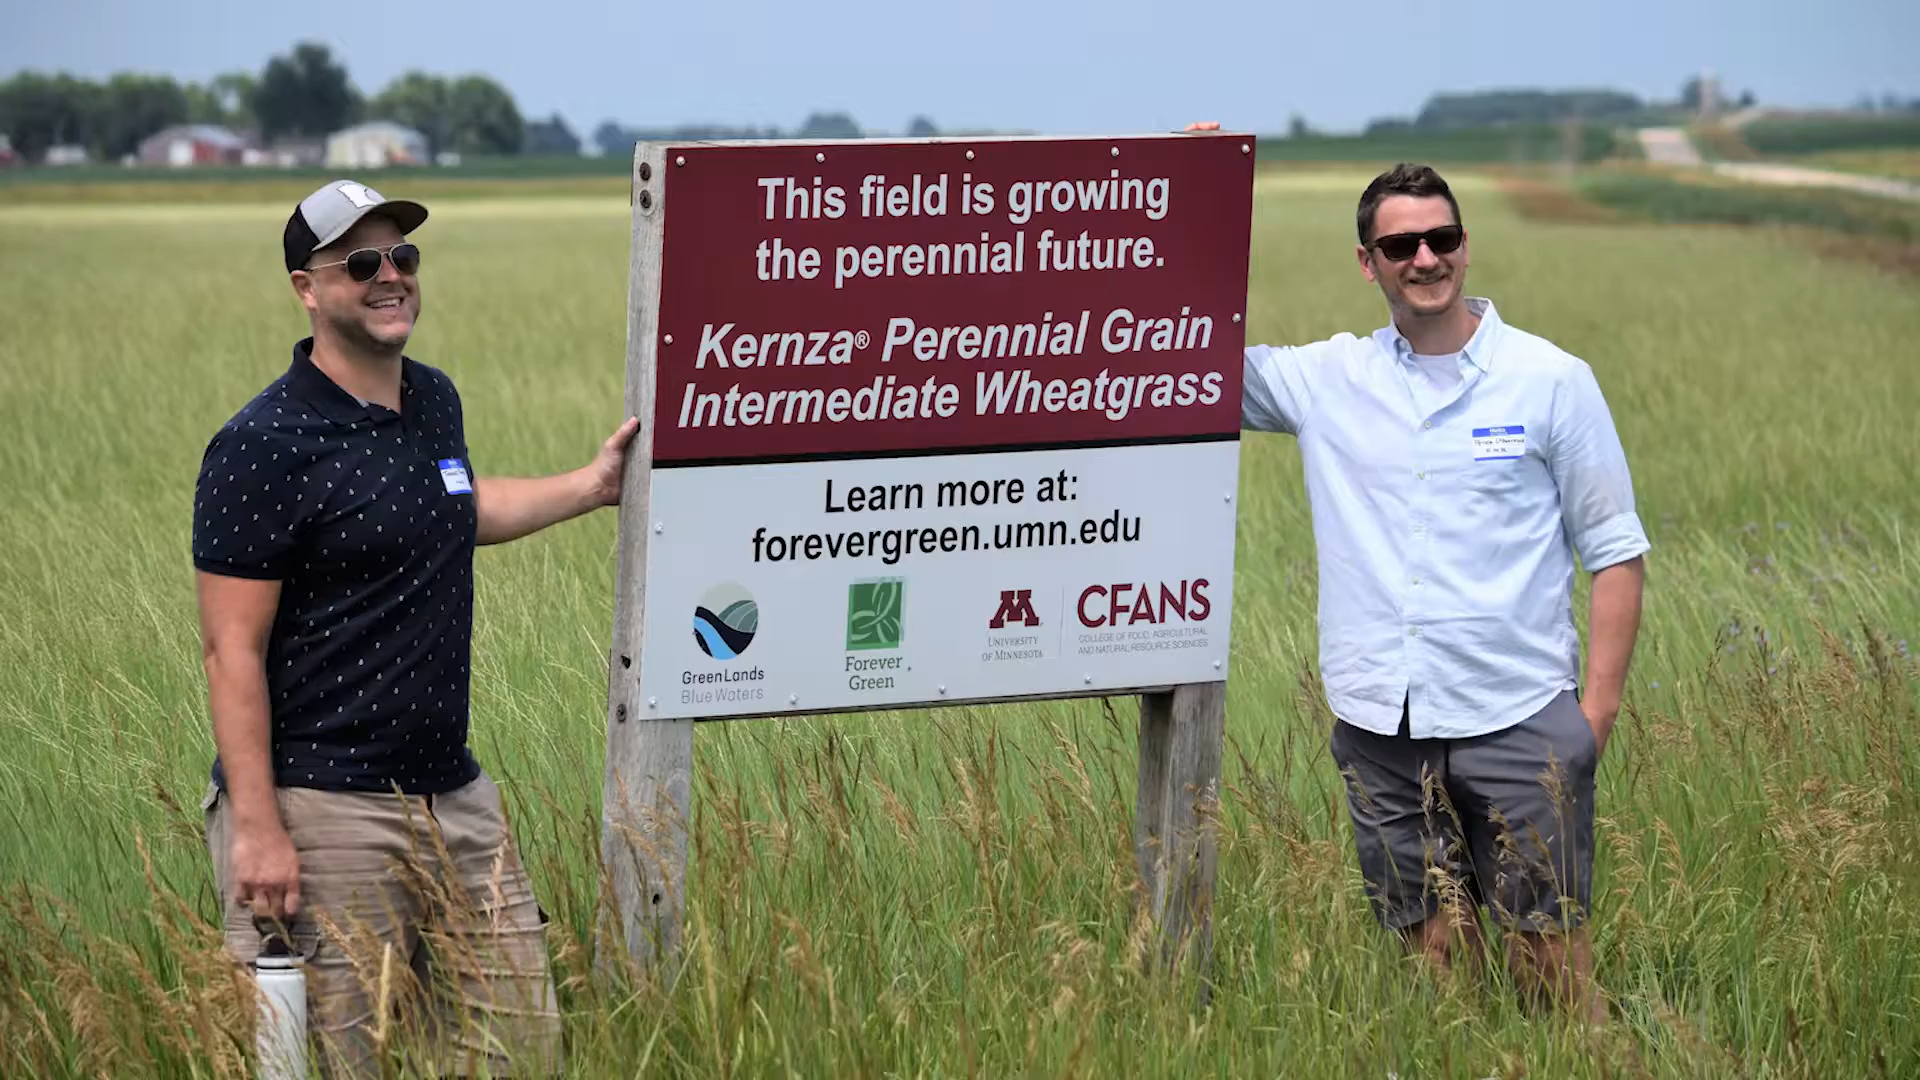 This field is growing
the perennial future.
Kernza® Perennial Grain
Intermediate Wheatgrass
Learn more at:
forevergreen.umn.edu
GreenLands
Blue Waters
Forever
Green
M
UNIVERSITY
OF MINNESOTA
CFANS
COLLEGE OF FOOD, AGRICULTURAL
AND NATURAL RESOURCE SCIENCES